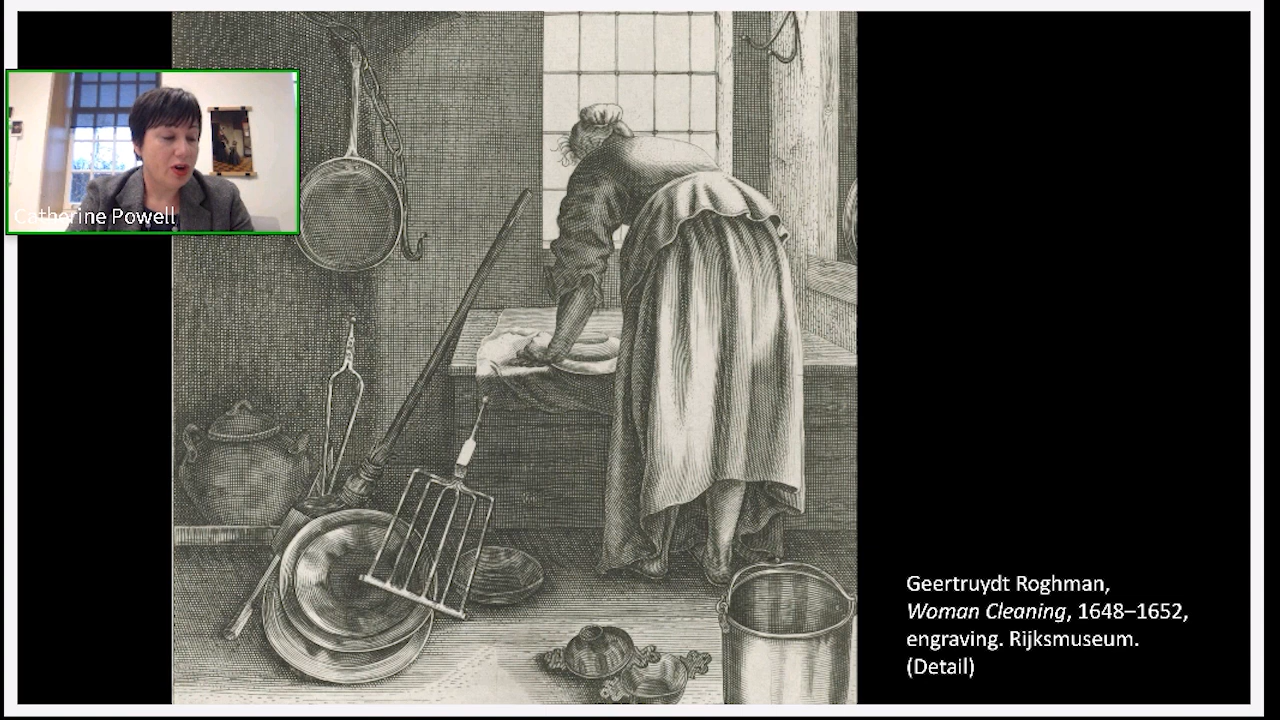 Catherine Powell
Geertruydt Roghman,
Woman Cleaning, 1648–1652,
engraving. Rijksmuseum.
(Detail)